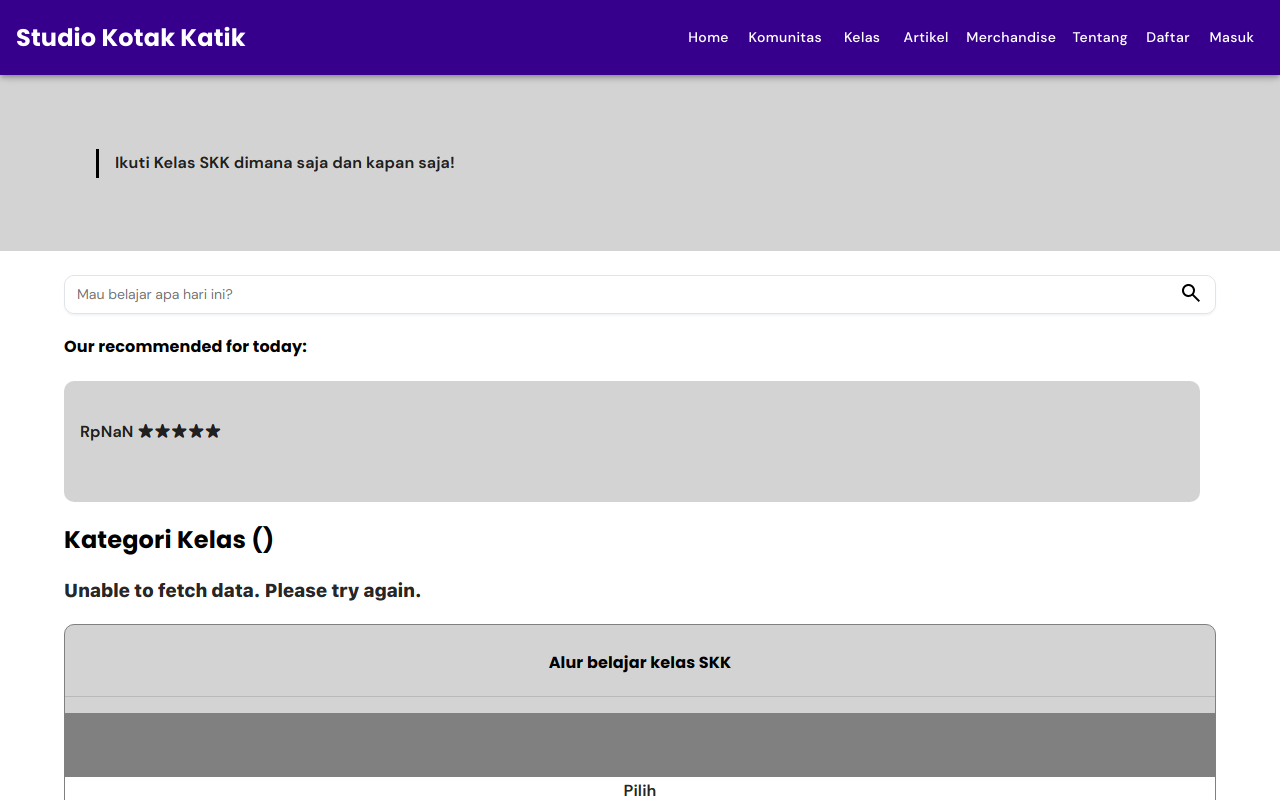 Studio Kotak Katik
Home Komunitas Kelas Artikel Merchandise Tentang Daftar Masuk
Ikuti Kelas SKK dimana saja dan kapan saja!
Mau belajar apa hari ini?
Our recommended for today:
RpNaN ★★★★★
Kategori Kelas ()
Unable to fetch data. Please try again.
Alur belajar kelas SKK
Pilih